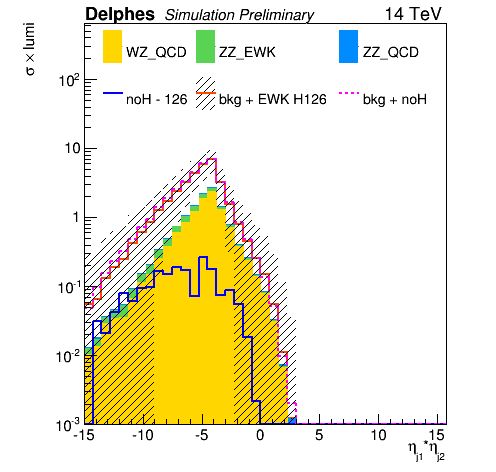 Delphes Simulation Preliminary 14 TeV
σ × lumi
WZ_QCD ZZ_EWK ZZ_QCD
noH - 126 bkg + EWK H126 bkg + noH
10²
10
1
10⁻¹
10⁻²
10⁻³
-15 -10 -5 0 5 10 15
η_j1*η_j2